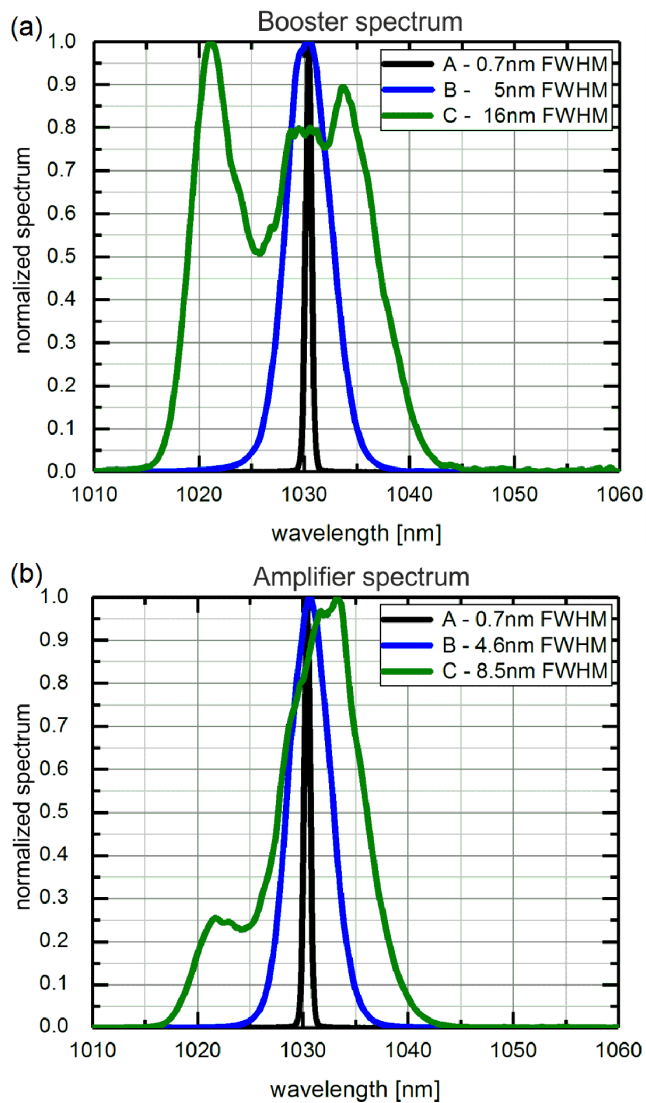 (a)
Booster spectrum
A - 0.7nm FWHM
B - 5nm FWHM
C - 16nm FWHM
normalized spectrum
1.0
0.9
0.8
0.7
0.6
0.5
0.4
0.3
0.2
0.1
0.0
1010 1020 1030 1040 1050 1060
wavelength [nm]
(b)
Amplifier spectrum
A - 0.7nm FWHM
B - 4.6nm FWHM
C - 8.5nm FWHM
normalized spectrum
1.0
0.9
0.8
0.7
0.6
0.5
0.4
0.3
0.2
0.1
0.0
1010 1020 1030 1040 1050 1060
wavelength [nm]